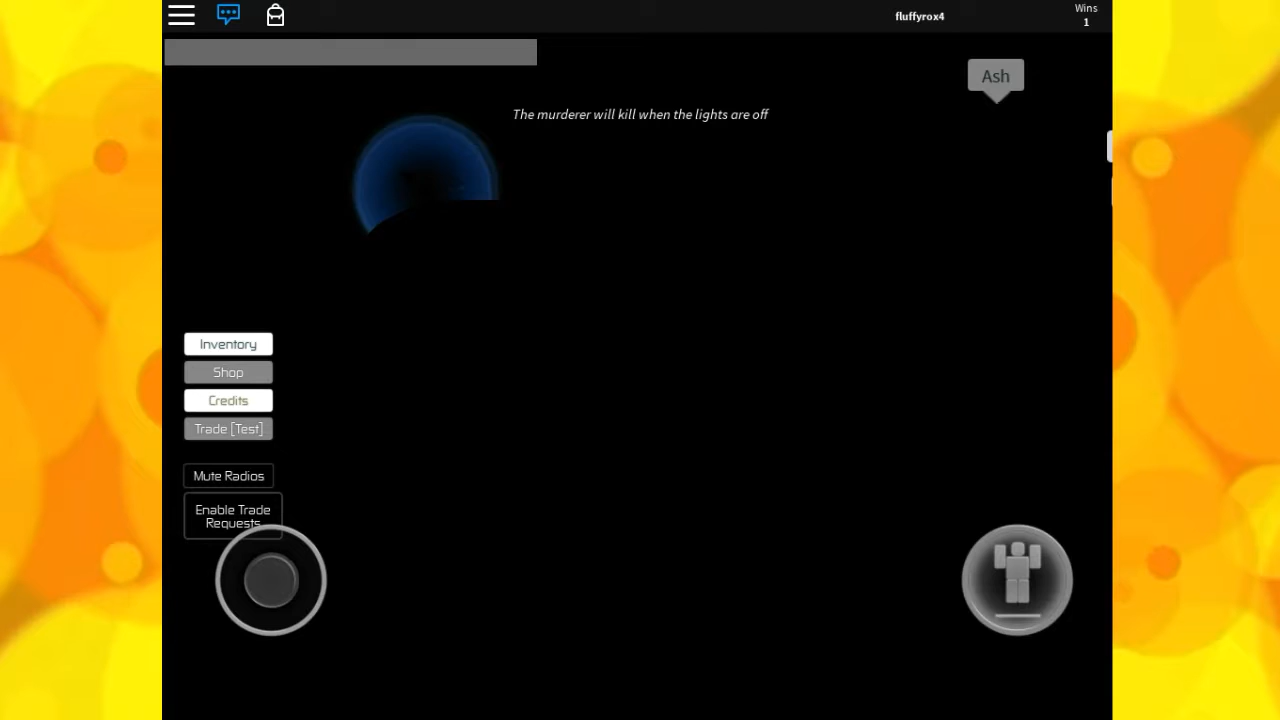 fluffyrox4
Wins
1
Ash
The murderer will kill when the lights are off
Inventory
Shop
Credits
Trade [Test]
Mute Radios
Enable Trade
Requests